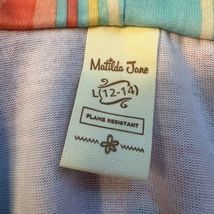 Matilda Jane
L(12-14)
FLAME RESISTANT